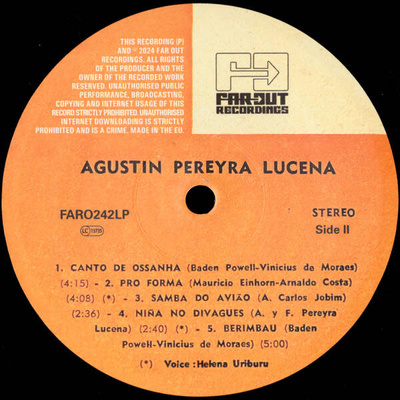 THIS RECORDING (P)
AND © 2024 FAR OUT
RECORDINGS. ALL RIGHTS
OF THE PRODUCER AND THE
OWNER OF THE RECORDED WORK
RESERVED. UNAUTHORISED PUBLIC
PERFORMANCE, BROADCASTING,
COPYING AND INTERNET USAGE OF THIS
RECORD STRICTLY PROHIBITED. UNAUTHORISED
INTERNET DOWNLOADING IS STRICTLY
PROHIBITED AND IS A CRIME. MADE IN THE EU.
FAR-OUT
RECORDINGS
AGUSTIN PEREYRA LUCENA
FARO242LP
LC
STEREO
Side II
1. CANTO DE OSSANHA (Baden Powell-Vinicius de Moraes)
(4:15) - 2. PRO FORMA (Mauricio Einhorn-Arnaldo Costa)
(4:08) (*) - 3. SAMBA DO AVIÃO (A. Carlos Jobim)
(2:36) - 4. NIÑA NO DIVAGUES (A. y F. Pereyra
Lucena) (2:40) (*) - 5. BERIMBAU (Baden
Powell-Vinicius de Moraes) (5:00)
(*) Voice : Helena Uriburu